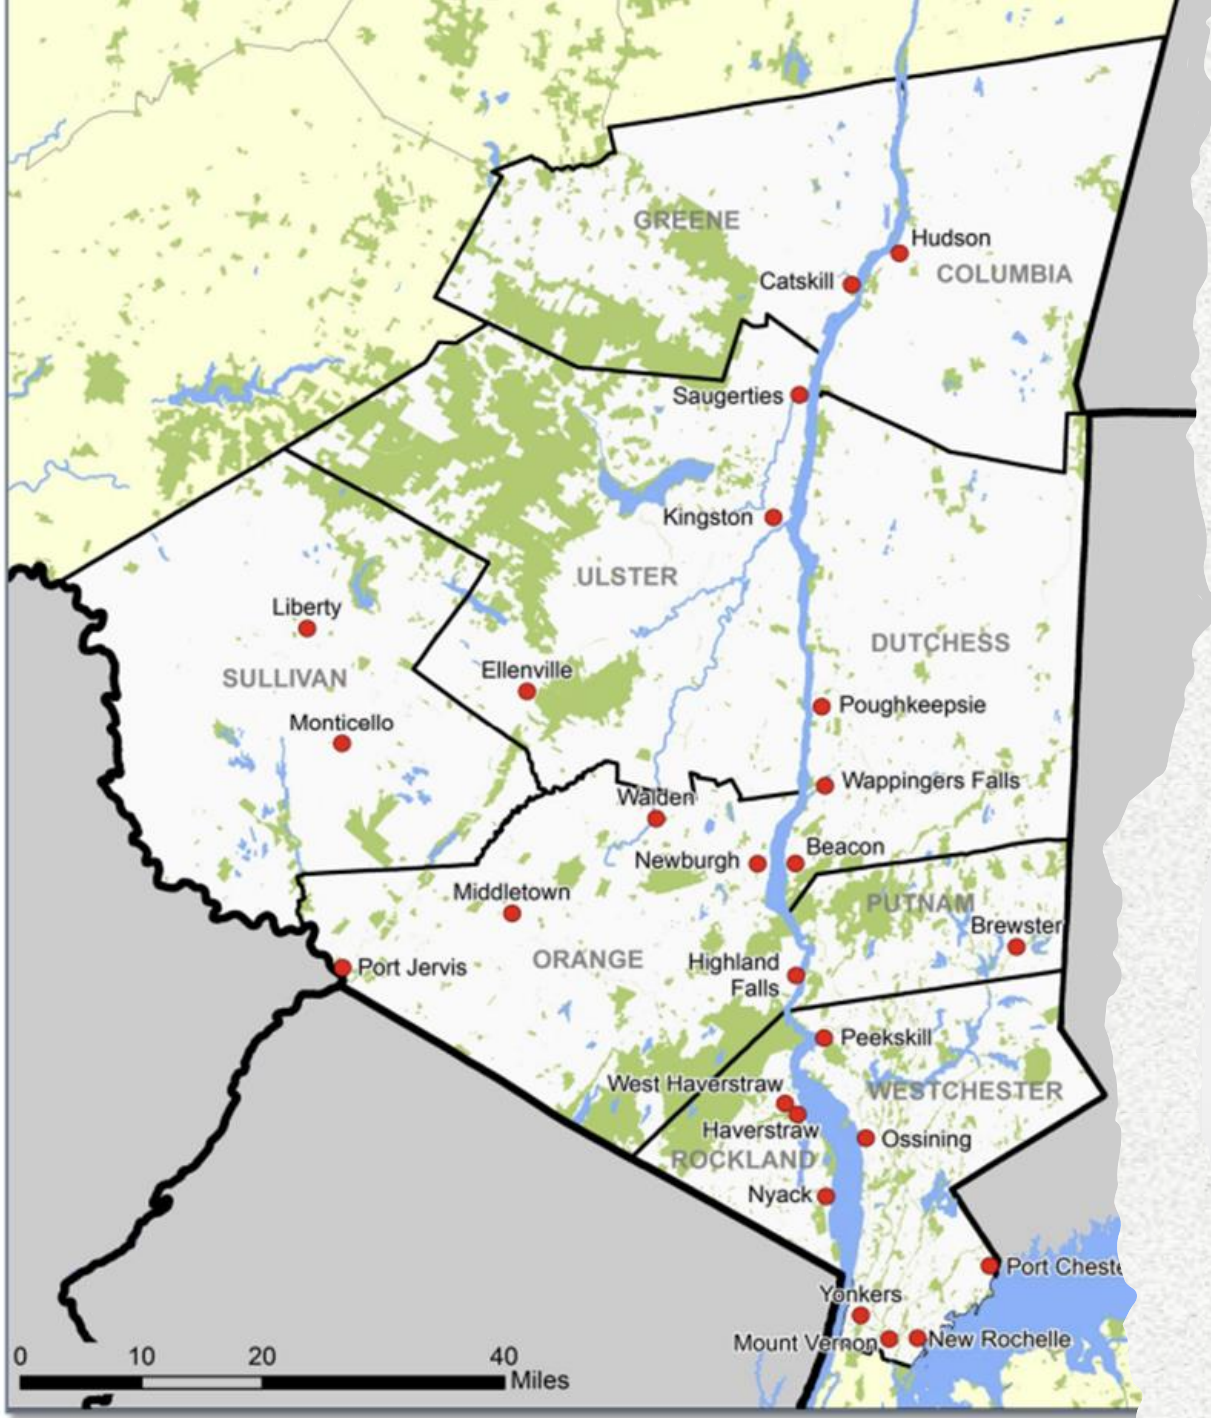 GREENE
Hudson
COLUMBIA
Catskill
Saugerties
Kingston
ULSTER
Liberty
DUTCHESS
SULLIVAN
Ellenville
Poughkeepsie
Monticello
Wappingers Falls
Walden
Beacon
Newburgh
Middletown
PUTNAM
Brewster
ORANGE
Highland
Falls
Port Jervis
Peekskill
West Haverstraw
WESTCHESTER
Haverstraw
Ossining
ROCKLAND
Nyack
Port Cheste
Yonkers
Mount Vernon
New Rochelle
0 10 20 40
Miles